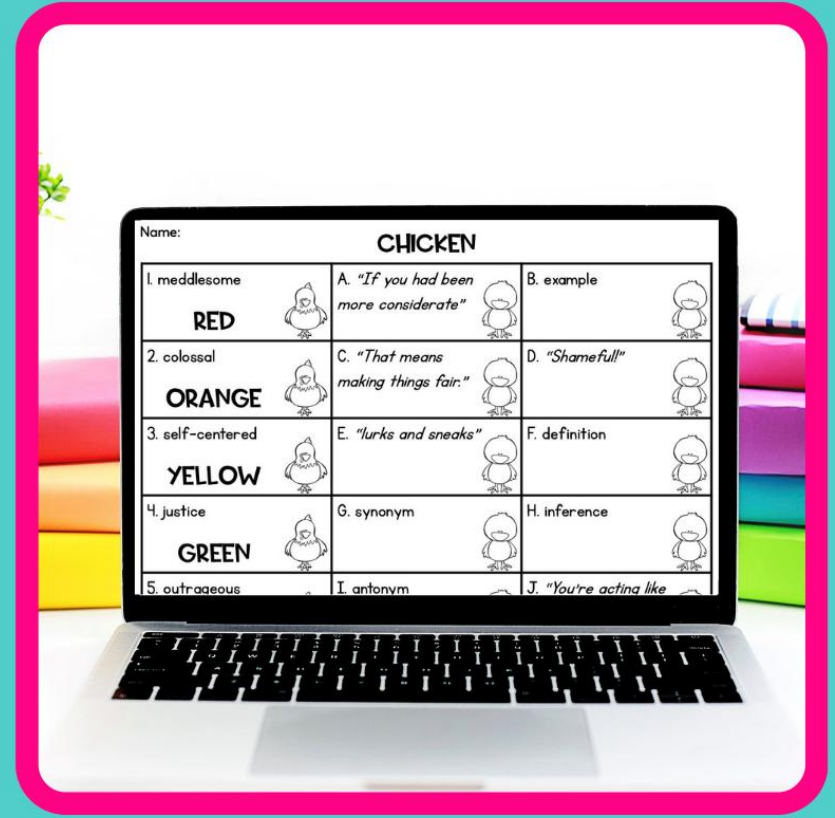 Name:
CHICKEN
1. meddlesome
RED
A. "If you had been
more considerate"
B. example
2. colossal
ORANGE
C. "That means
making things fair."
D. "Shameful!"
3. self-centered
YELLOW
E. "lurks and sneaks"
F. definition
4. justice
GREEN
G. synonym
H. inference
5. outrageous
I. antonym
J. "You're acting like